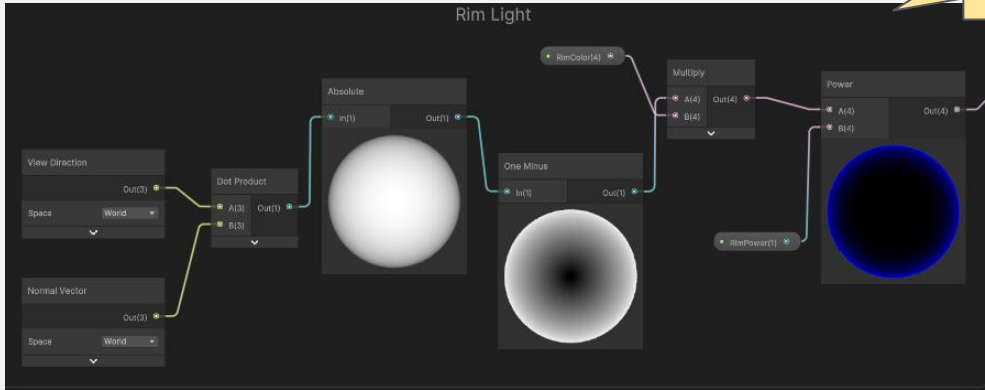 Rim Light
RimColor(4)
Multiply
A(4) Out(4)
B(4)
Power
A(4) Out(4)
B(4)
Absolute
In(1) Out(1)
View Direction
Out(3)
Space World
Dot Product
A(3) Out(1)
B(3)
One Minus
In(1) Out(1)
RimPower(1)
Normal Vector
Out(3)
Space World